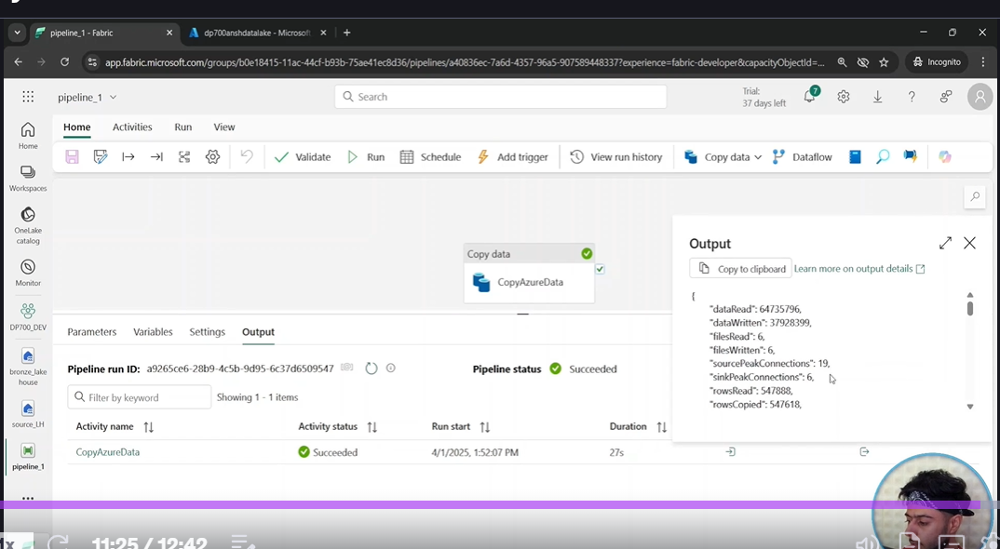 pipeline_1 - Fabric
dp700anshdatalake - Microsoft
app.fabric.microsoft.com/groups/b0e18415-11ac-44cf-b93b-75ae41ec8d36/pipelines/a40836ec-7a6d-4357-96a5-907589448337?experience=fabric-developer&capacityObjectId=...
Incognito
pipeline_1
Search
Trial:
37 days left
7
Home Activities Run View
Validate Run Schedule Add trigger View run history Copy data Dataflow
Home
Workspaces
OneLake
catalog
Monitor
DP700_DEV
bronze_lake
house
source_LH
pipeline_1
...
Copy data
CopyAzureData
Output
Copy to clipboard Learn more on output details
{
"dataRead": 64735796,
"dataWritten": 37928399,
"filesRead": 6,
"filesWritten": 6,
"sourcePeakConnections": 19,
"sinkPeakConnections": 6,
"rowsRead": 547888,
"rowsCopied": 547618,
Parameters Variables Settings Output
Pipeline run ID: a9265ce6-28b9-4c5b-9d95-6c37d6509547 Pipeline status Succeeded
Filter by keyword Showing 1 - 1 items
Activity name Activity status Run start Duration
CopyAzureData Succeeded 4/1/2025, 1:52:07 PM 27s
11:25 / 12:42